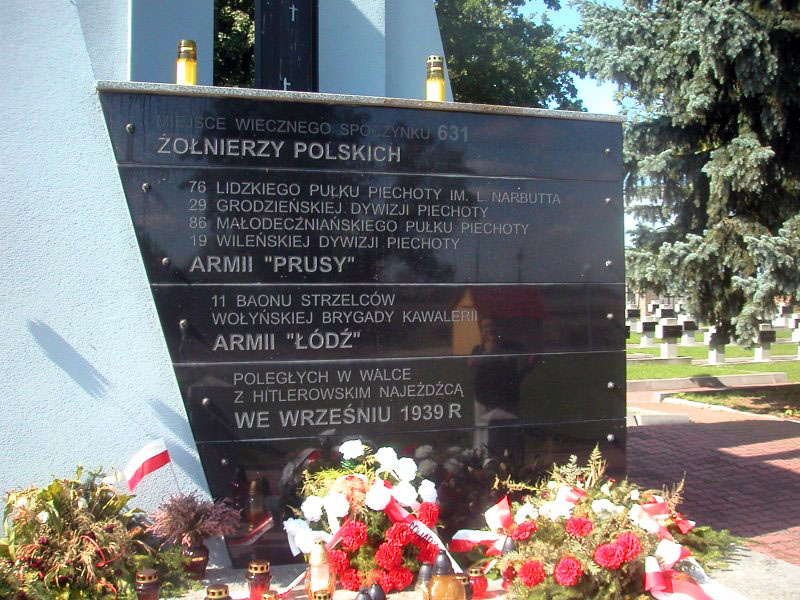 MIEJSCE WIECZNEGO SPOCZYNKU 631
ŻOŁNIERZY POLSKICH
76 LIDZKIEGO PUŁKU PIECHOTY IM. L. NARBUTTA
29 GRODZIEŃSKIEJ DYWIZJI PIECHOTY
86 MAŁODECZNIAŃSKIEGO PUŁKU PIECHOTY
19 WILEŃSKIEJ DYWIZJI PIECHOTY
ARMII "PRUSY"
11 BAONU STRZELCÓW
WOŁYŃSKIEJ BRYGADY KAWALERII
ARMII "ŁÓDŹ"
POLEGŁYCH W WALCE
Z HITLEROWSKIM NAJEŹDŹCĄ
WE WRZEŚNIU 1939 R